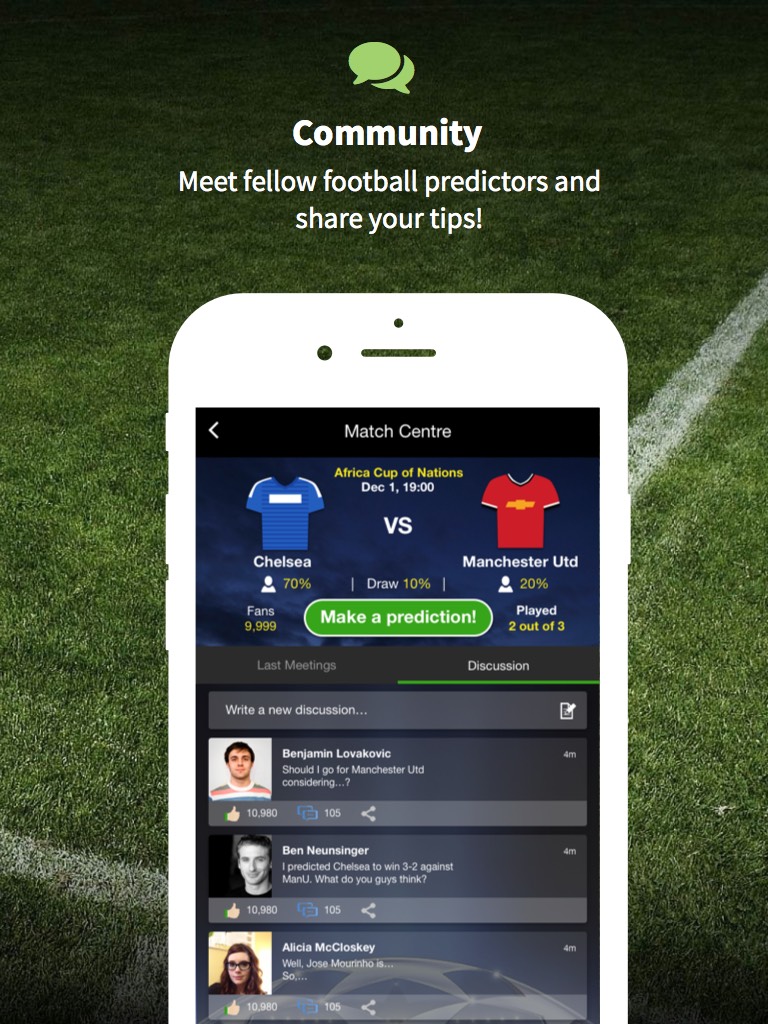 Community
Meet fellow football predictors and
share your tips!
Match Centre
Africa Cup of Nations
Dec 1, 19:00
VS
Chelsea
Manchester Utd
70%
| Draw 10% |
20%
Fans
9,999
Make a prediction!
Played
2 out of 3
Last Meetings
Discussion
Write a new discussion...
Benjamin Lovakovic
4m
Should I go for Manchester Utd
considering...?
10,980
105
Ben Neunsinger
4m
I predicted Chelsea to win 3-2 against
ManU. What do you guys think?
10,980
105
Alicia McCloskey
4m
Well, Jose Mourinho is...
So,...
10,980
105